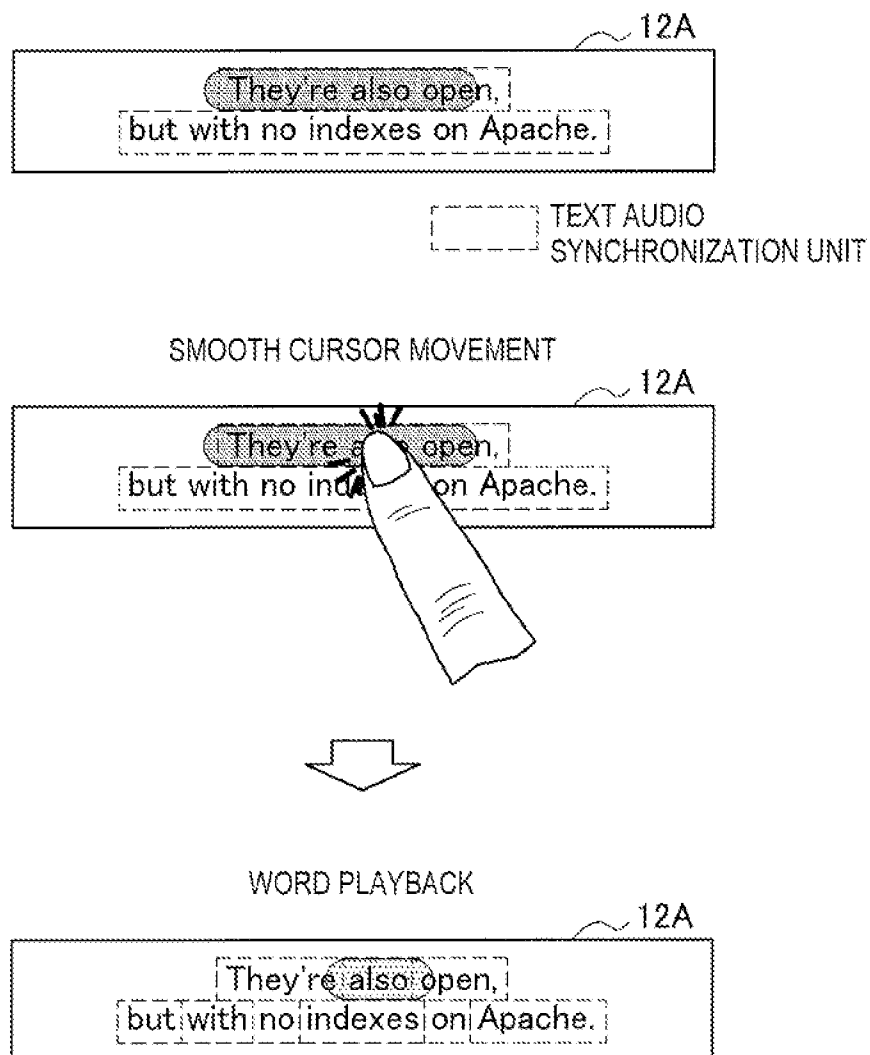 12A
They're also open,
but with no indexes on Apache.
TEXT AUDIO
SYNCHRONIZATION UNIT
SMOOTH CURSOR MOVEMENT
12A
They're a open,
but with no on Apache.
WORD PLAYBACK
12A
They're also open,
but with no indexes on Apache.